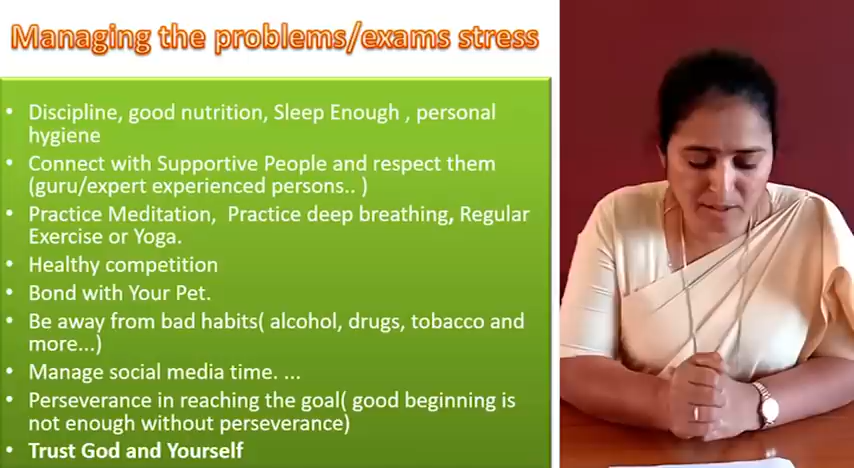 Managing the problems/exams stress
• Discipline, good nutrition, Sleep Enough , personal
hygiene
• Connect with Supportive People and respect them
(guru/expert experienced persons.. )
• Practice Meditation,  Practice deep breathing, Regular
Exercise or Yoga.
• Healthy competition
• Bond with Your Pet.
• Be away from bad habits( alcohol, drugs, tobacco and
more...)
• Manage social media time. ...
• Perseverance in reaching the goal( good beginning is
not enough without perseverance)
• Trust God and Yourself